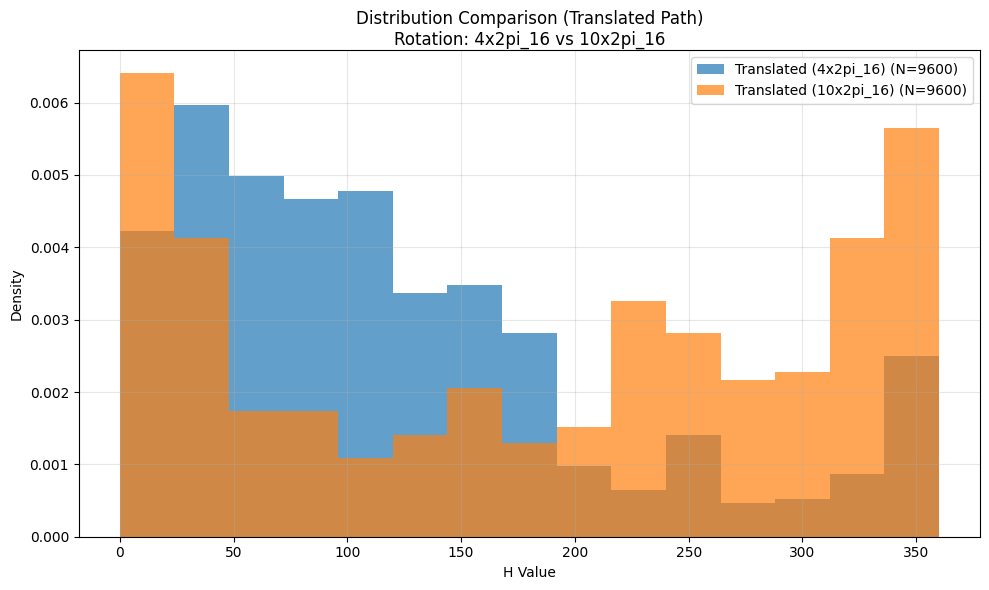 Distribution Comparison (Translated Path)
Rotation: 4x2pi_16 vs 10x2pi_16
Translated (4x2pi_16) (N=9600)
Translated (10x2pi_16) (N=9600)
Density
0.006
0.005
0.004
0.003
0.002
0.001
0.000
0 50 100 150 200 250 300 350
H Value